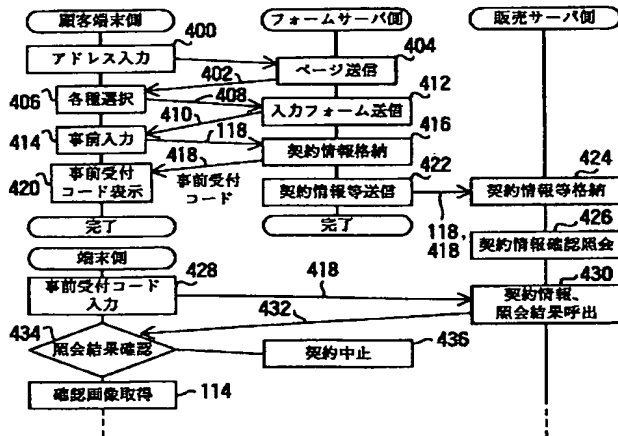 顧客端末側
フォームサーバ側
販売サーバ側
アドレス入力
400
ページ送信
404
402
406
各種選択
408
入力フォーム送信
412
410
414
事前入力
118
契約情報格納
416
418
事前受付
コード
420
事前受付
コード表示
契約情報等送信
422
契約情報等格納
424
118,
418
完了
完了
契約情報確認照会
426
端末側
事前受付コード
入力
428
418
契約情報、
照会結果呼出
430
432
434
照会結果確認
契約中止
436
確認画像取得
114